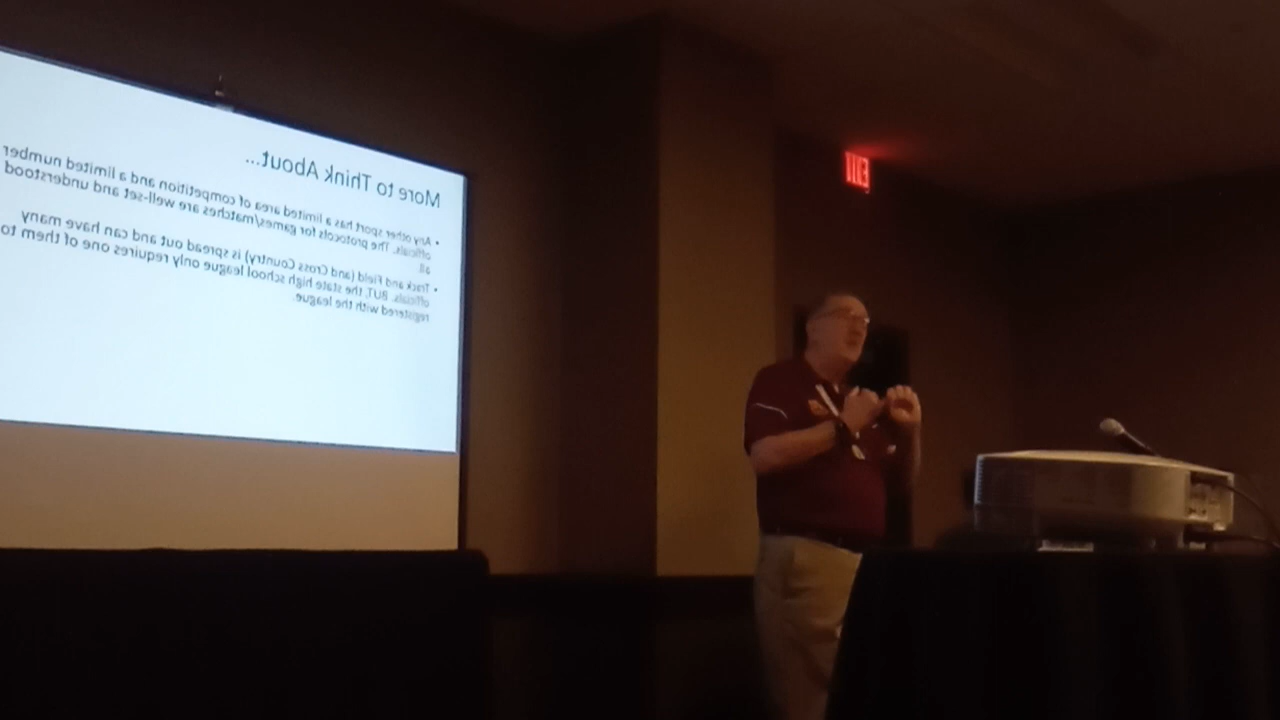 More to Think About...
• Any other sport has a limited area of competition and a limited number
officials. The protocols for games/matches are well-set and understood
all
• Track and Field (and Cross Country) is spread out and can have many
officials. BUT, the state high school league only requires one of them to
registered with the league.
EXIT